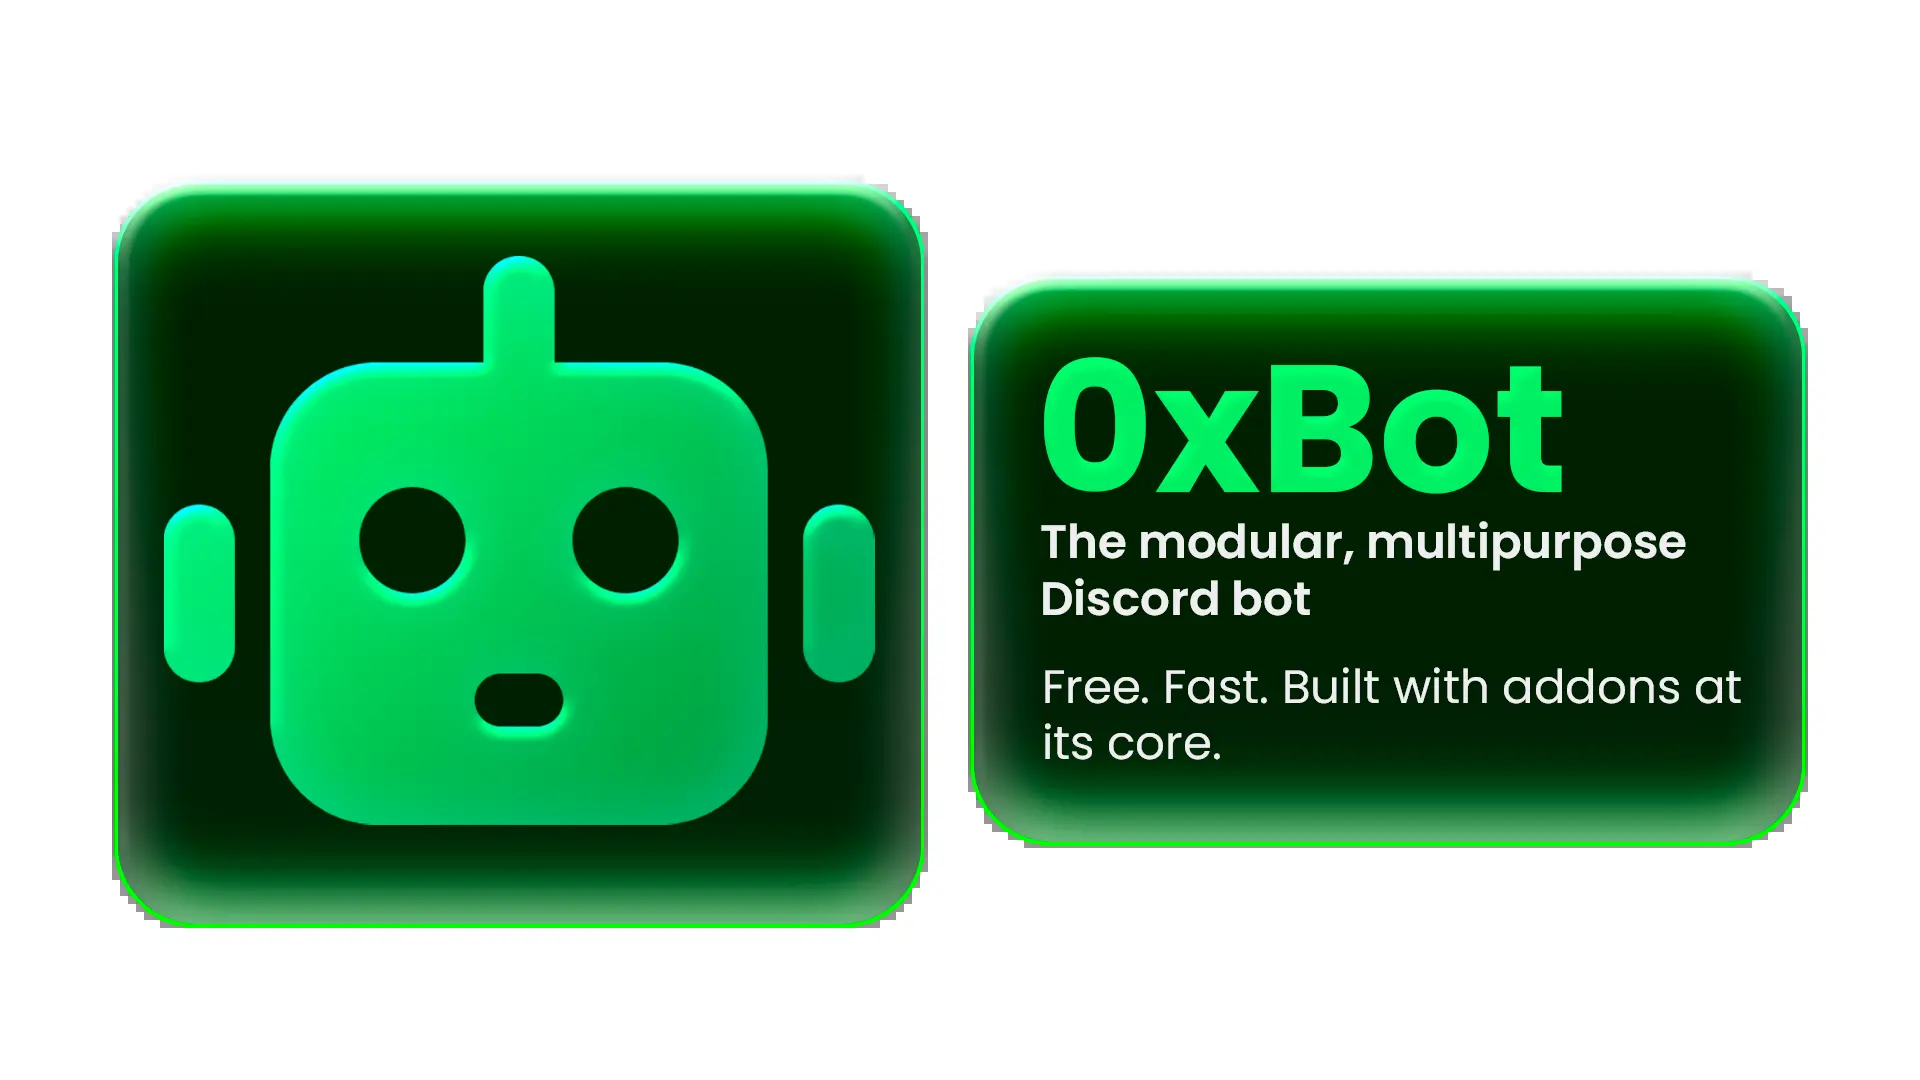 0xBot
The modular, multipurpose
Discord bot
Free. Fast. Built with addons at
its core.